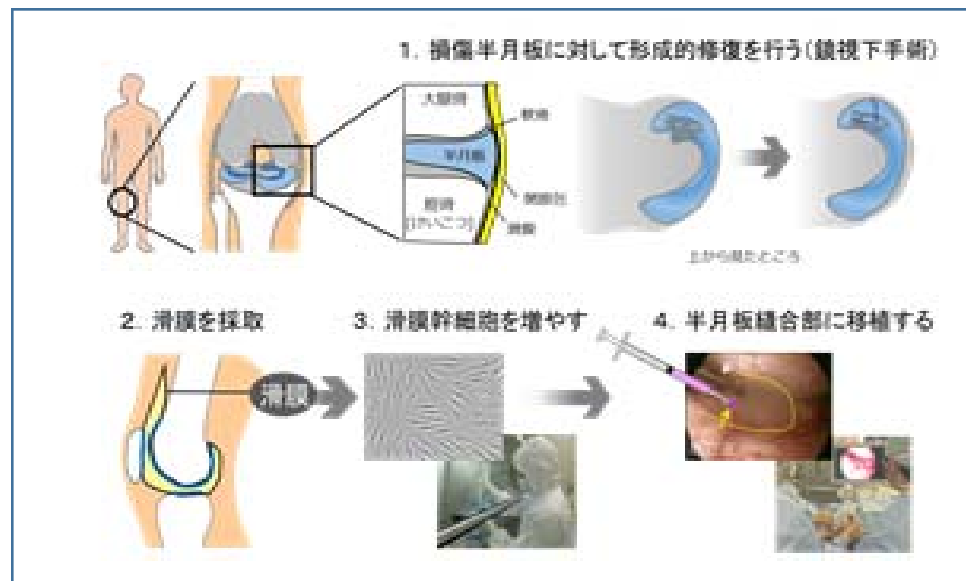 1. 損傷半月板に対して形成的修復を行う(鏡視下手術)
大腿骨
軟骨
半月板
関節包
脛骨
[けいこつ]
滑膜
上から見たところ
2. 滑膜を採取
3. 滑膜幹細胞を増やす
4. 半月板縫合部に移植する
滑膜